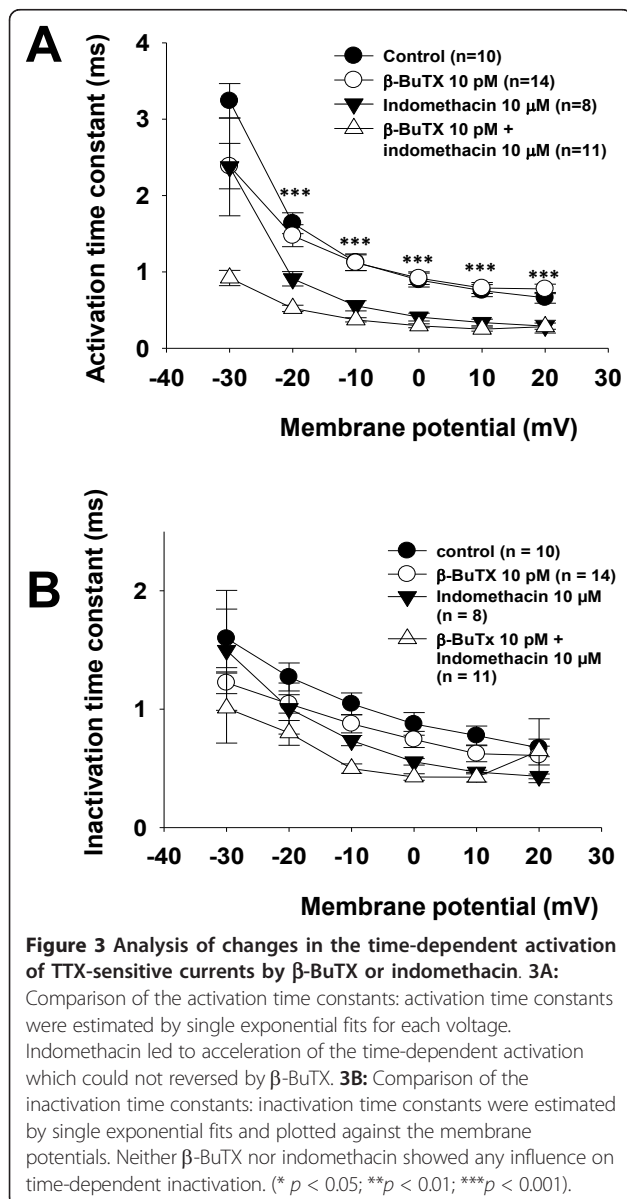 A
Activation time constant (ms)
4
3
2
1
0
Control (n=10)
β-BuTX 10 pM (n=14)
Indomethacin 10 μM (n=8)
β-BuTX 10 pM +
indomethacin 10 μM (n=11)
*** *** *** *** ***
-40 -30 -20 -10 0 10 20 30
Membrane potential (mV)
B
Inactivation time constant (ms)
2
1
0
control (n = 10)
β-BuTX 10 pM (n = 14)
Indomethacin 10 μM
(n = 8)
β-BuTx 10 pM +
Indomethacin 10 μM
(n = 11)
-40 -30 -20 -10 0 10 20 30
Membrane potential (mV)
Figure 3 Analysis of changes in the time-dependent activation
of TTX-sensitive currents by β-BuTX or indomethacin. 3A:
Comparison of the activation time constants: activation time constants
were estimated by single exponential fits for each voltage.
Indomethacin led to acceleration of the time-dependent activation
which could not reversed by β-BuTX. 3B: Comparison of the
inactivation time constants: inactivation time constants were estimated
by single exponential fits and plotted against the membrane
potentials. Neither β-BuTX nor indomethacin showed any influence on
time-dependent inactivation. (* p < 0.05; **p < 0.01; ***p < 0.001).